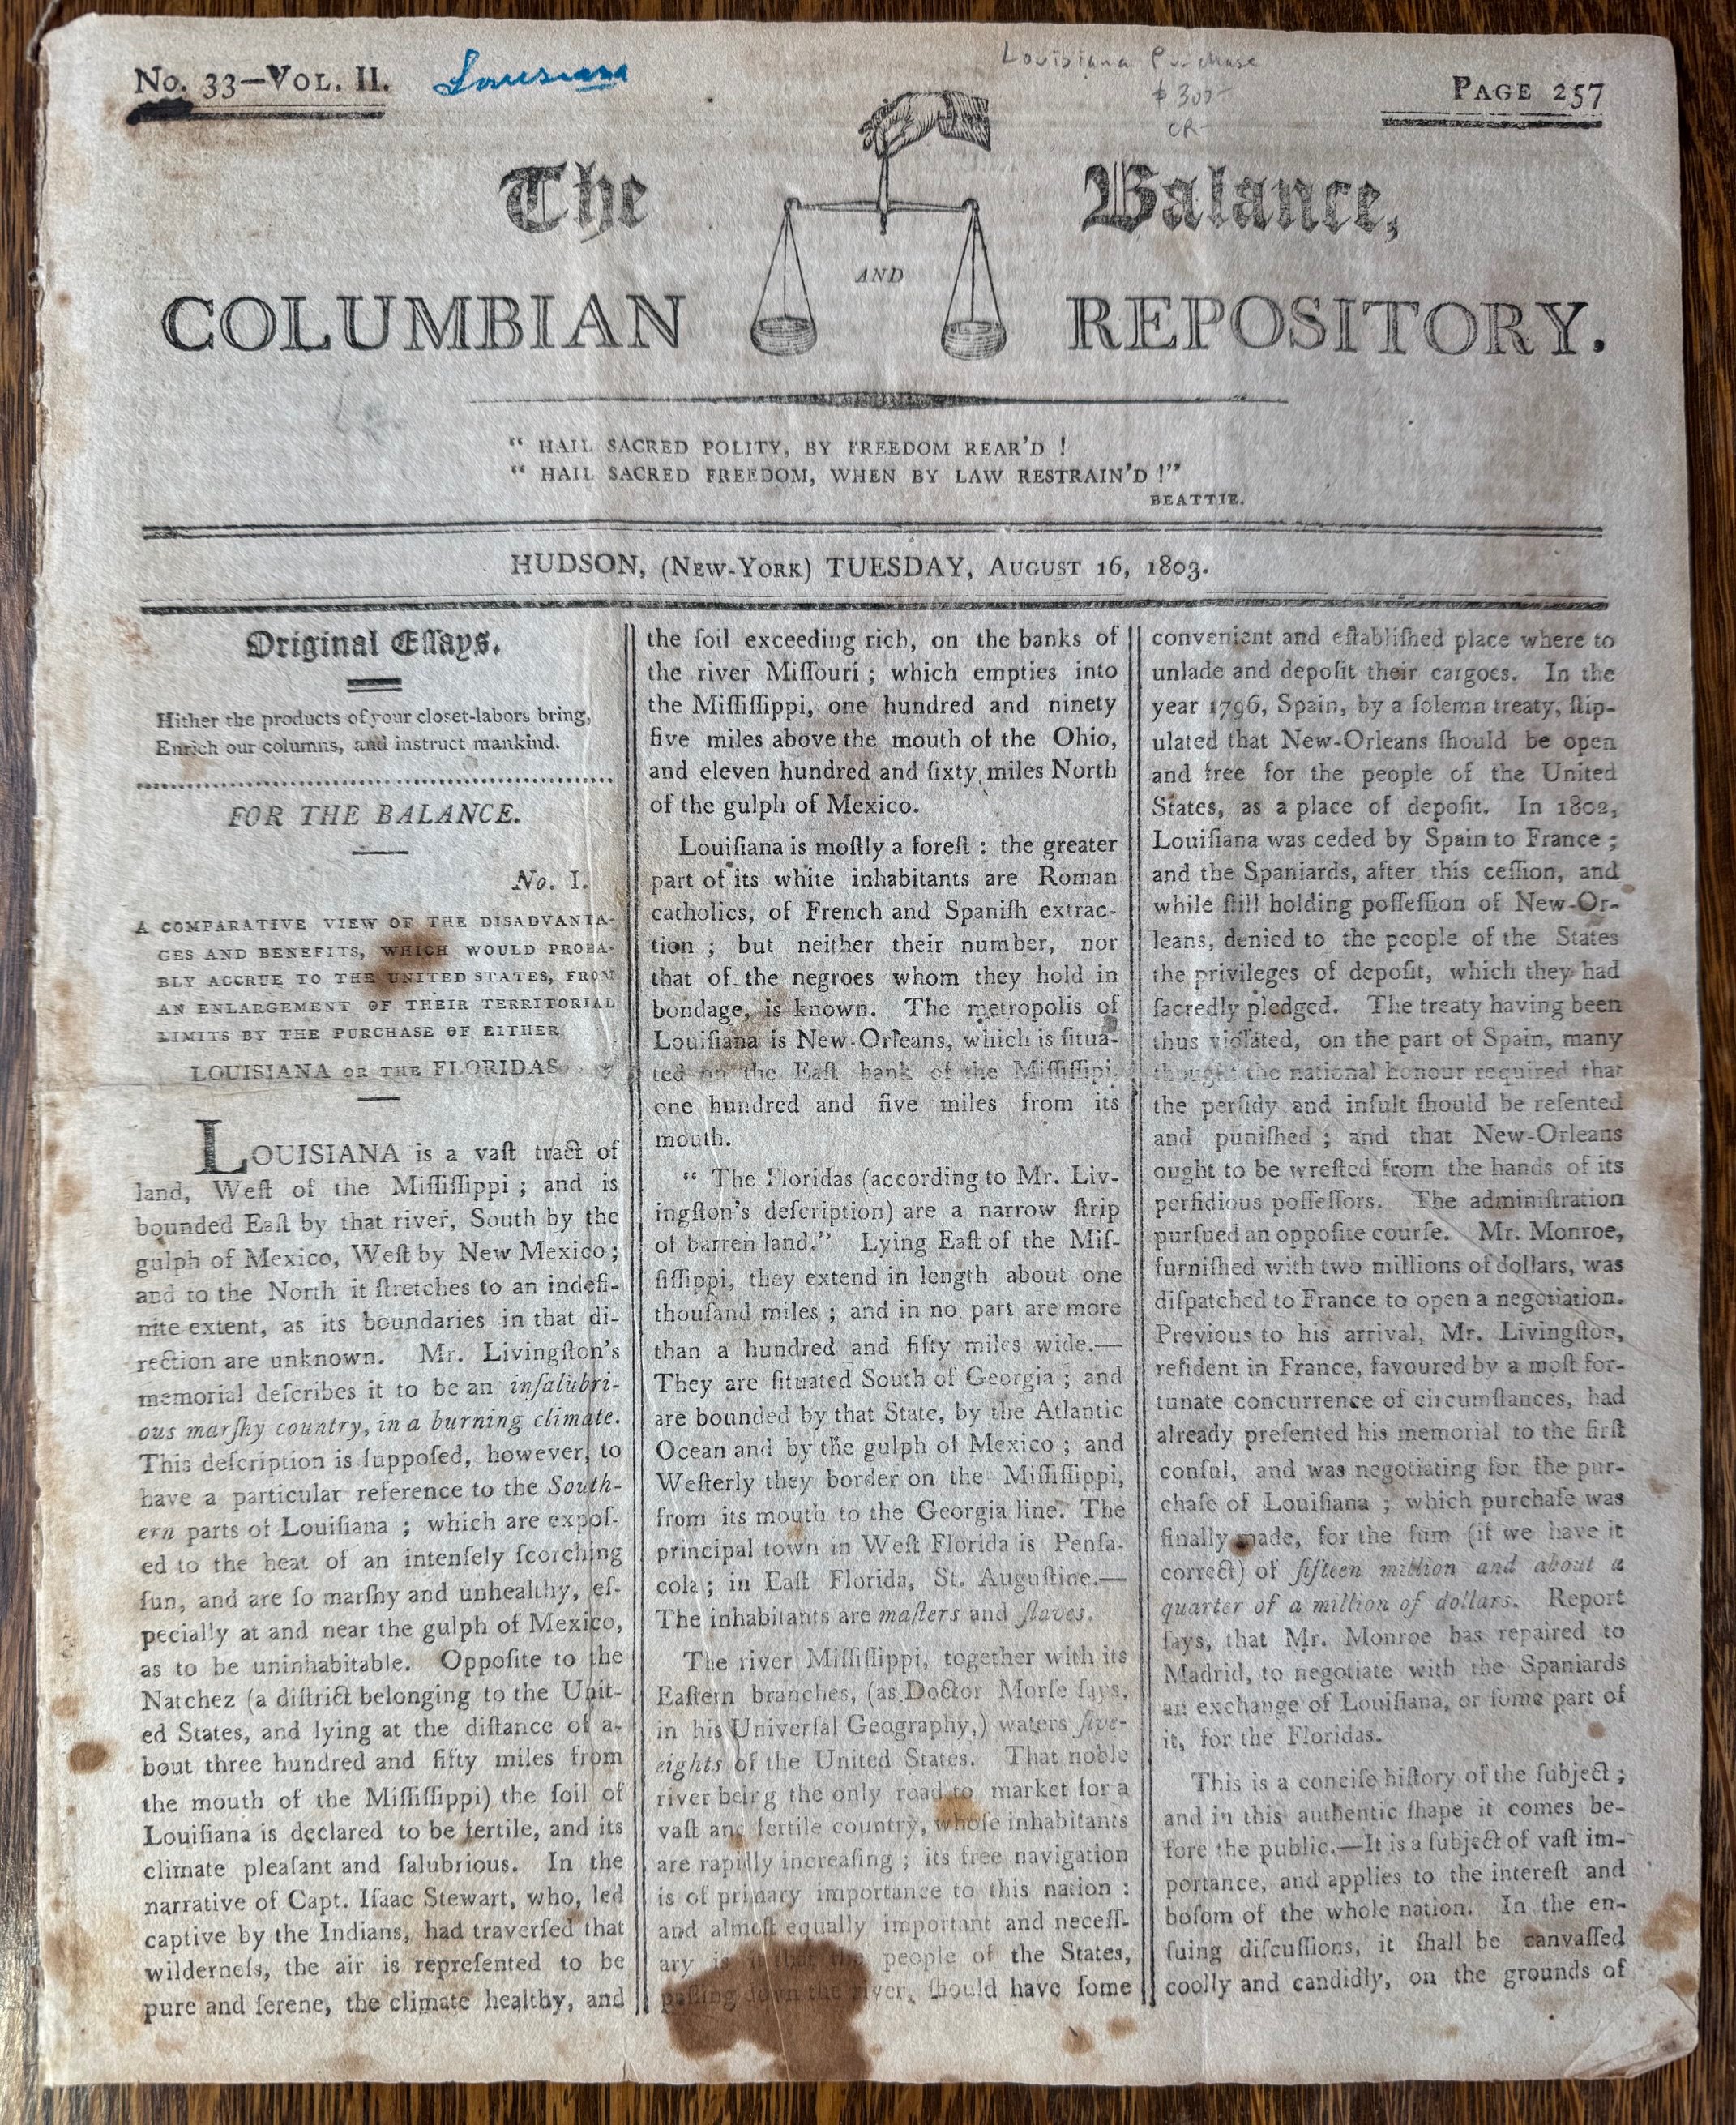 No. 33—Vol. II.
Louisiana
Louisiana Purchase
Page 257
The Balance,
AND
COLUMBIAN REPOSITORY.
“ HAIL SACRED POLITY, BY FREEDOM REAR'D !
“ HAIL SACRED FREEDOM, WHEN BY LAW RESTRAIN'D !”
BEATTIE.
HUDSON, (New-York) TUESDAY, August 16, 1803.
Original Eſſays.
Hither the products of your closet-labors bring,
Enrich our columns, and instruct mankind.
FOR THE BALANCE.
No. I.
A COMPARATIVE VIEW OF THE DISADVANTA-
GES AND BENEFITS, WHICH WOULD PROBA-
BLY ACCRUE TO THE UNITED STATES, FROM
AN ENLARGEMENT OF THEIR TERRITORIAL
LIMITS BY THE PURCHASE OF EITHER
LOUISIANA OR THE FLORIDAS.
LOUISIANA is a vaſt tract of
land, Weſt of the Miſſiſſippi ; and is
bounded Eaſt by that river, South by the
gulph of Mexico, Weſt by New Mexico ;
and to the North it ſtretches to an indefi-
nite extent, as its boundaries in that di-
rection are unknown. Mr. Livingſton's
memorial deſcribes it to be an inſalubri-
ous marſhy country, in a burning climate.
This deſcription is ſuppoſed, however, to
have a particular reference to the South-
ern parts of Louiſiana ; which are expoſ-
ed to the heat of an intenſely ſcorching
ſun, and are ſo marſhy and unhealthy, eſ-
pecially at and near the gulph of Mexico,
as to be uninhabitable. Oppoſite to the
Natchez (a diſtrict belonging to the Unit-
ed States, and lying at the diſtance of a-
bout three hundred and fifty miles from
the mouth of the Miſſiſſippi) the ſoil of
Louiſiana is declared to be fertile, and its
climate pleaſant and ſalubrious. In the
narrative of Capt. Iſaac Stewart, who, led
captive by the Indians, had traverſed that
wilderneſs, the air is repreſented to be
pure and ſerene, the climate healthy, and
the ſoil exceeding rich, on the banks of
the river Miſſouri ; which empties into
the Miſſiſſippi, one hundred and ninety
five miles above the mouth of the Ohio,
and eleven hundred and ſixty miles North
of the gulph of Mexico.
Louiſiana is moſtly a foreſt : the greater
part of its white inhabitants are Roman
catholics, of French and Spaniſh extrac-
tion ; but neither their number, nor
that of the negroes whom they hold in
bondage, is known. The metropolis of
Louiſiana is New-Orleans, which is ſitua-
ted on the Eaſt bank of the Miſſiſſipi,
one hundred and five miles from its
mouth.
“ The Floridas (according to Mr. Liv-
ingſton's deſcription) are a narrow ſtrip
of barren land.” Lying Eaſt of the Miſ-
ſiſſippi, they extend in length about one
thouſand miles ; and in no part are more
than a hundred and fifty miles wide.—
They are ſituated South of Georgia ; and
are bounded by that State, by the Atlantic
Ocean and by the gulph of Mexico ; and
Weſterly they border on the Miſſiſſippi,
from its mouth to the Georgia line. The
principal town in Weſt Florida is Penſa-
cola ; in Eaſt Florida, St. Auguſtine.—
The inhabitants are maſters and ſlaves.
The river Miſſiſſippi, together with its
Eaſtern branches, (as Doctor Morſe ſays,
in his Univerſal Geography,) waters five-
eights of the United States. That noble
river being the only road to market for a
vaſt and fertile country, whoſe inhabitants
are rapidly increaſing ; its free navigation
is of primary importance to this nation :
and almoſt equally important and neceſſ-
ary is it that the people of the States,
paſſing down the river, ſhould have ſome
convenient and eſtabliſhed place where to
unlade and depoſit their cargoes. In the
year 1796, Spain, by a ſolemn treaty, ſtip-
ulated that New-Orleans ſhould be open
and free for the people of the United
States, as a place of depoſit. In 1802,
Louiſiana was ceded by Spain to France ;
and the Spaniards, after this ceſſion, and
while ſtill holding poſſeſſion of New-Or-
leans, denied to the people of the States
the privileges of depoſit, which they had
ſacredly pledged. The treaty having been
thus violated, on the part of Spain, many
thought the national honour required that
the perfidy and inſult ſhould be reſented
and puniſhed ; and that New-Orleans
ought to be wreſted from the hands of its
perfidious poſſeſſors. The adminiſtration
purſued an oppoſite courſe. Mr. Monroe,
furniſhed with two millions of dollars, was
diſpatched to France to open a negotiation.
Previous to his arrival, Mr. Livingſton,
reſident in France, favoured by a moſt for-
tunate concurrence of circumſtances, had
already preſented his memorial to the firſt
conſul, and was negotiating for the pur-
chaſe of Louiſiana ; which purchaſe was
finally made, for the ſum (if we have it
correct) of fifteen million and about a
quarter of a million of dollars. Report
ſays, that Mr. Monroe has repaired to
Madrid, to negotiate with the Spaniards
an exchange of Louiſiana, or ſome part of
it, for the Floridas.
This is a conciſe hiſtory of the ſubject ;
and in this authentic ſhape it comes be-
fore the public.—It is a ſubject of vaſt im-
portance, and applies to the intereſt and
boſom of the whole nation. In the en-
ſuing diſcuſſions, it ſhall be canvaſſed
coolly and candidly, on the grounds of